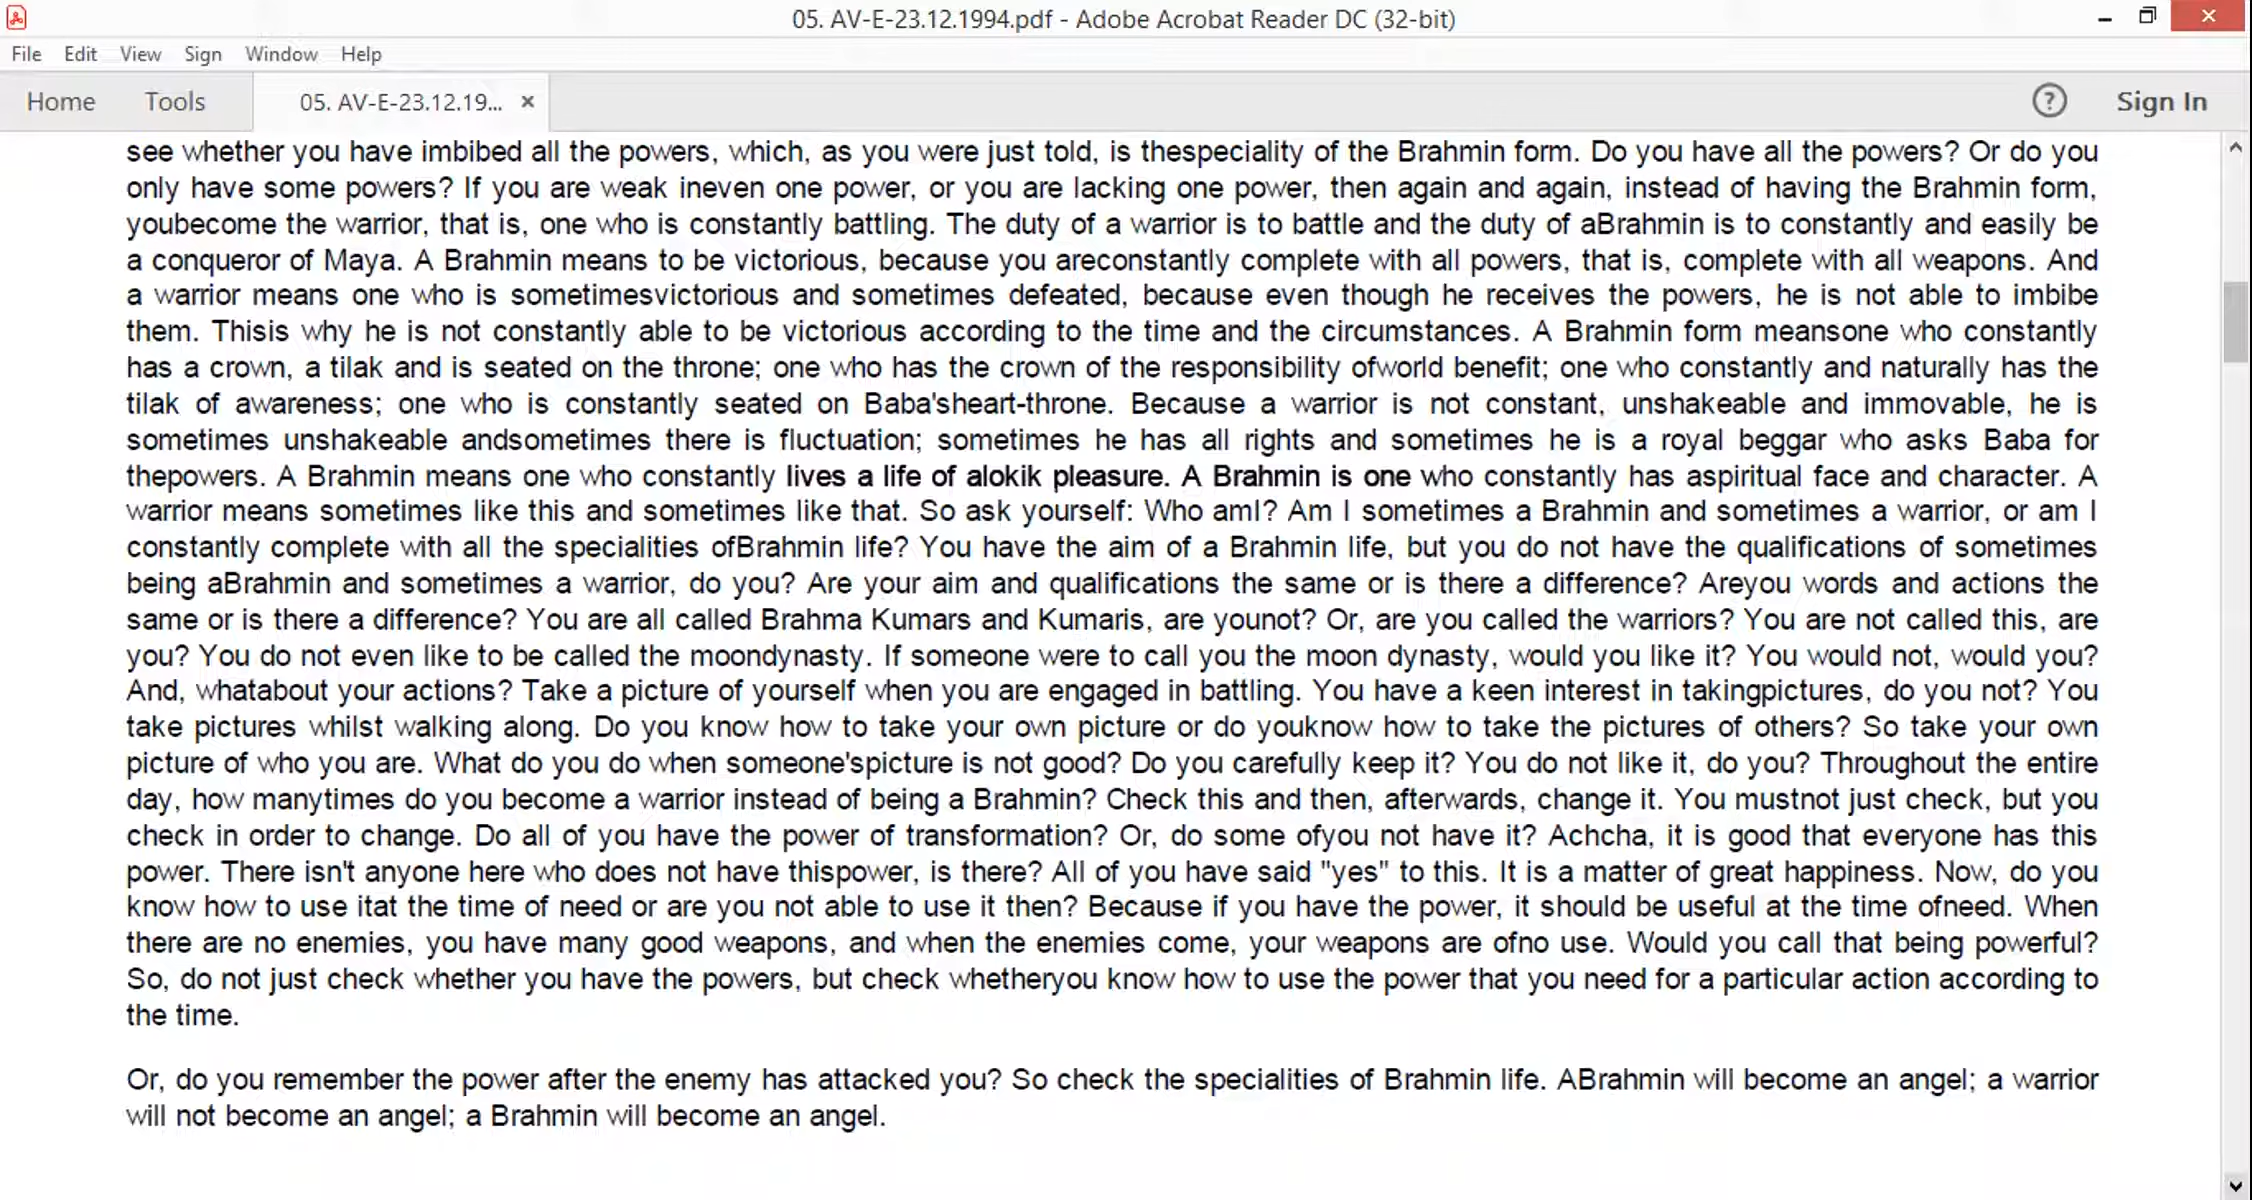 05. AV-E-23.12.1994.pdf - Adobe Acrobat Reader DC (32-bit)
File Edit View Sign Window Help
Home Tools 05. AV-E-23.12.19... × ? Sign In
see whether you have imbibed all the powers, which, as you were just told, is thespeciality of the Brahmin form. Do you have all the powers? Or do you
only have some powers? If you are weak ineven one power, or you are lacking one power, then again and again, instead of having the Brahmin form,
youbecome the warrior, that is, one who is constantly battling. The duty of a warrior is to battle and the duty of aBrahmin is to constantly and easily be
a conqueror of Maya. A Brahmin means to be victorious, because you areconstantly complete with all powers, that is, complete with all weapons. And
a warrior means one who is sometimesvictorious and sometimes defeated, because even though he receives the powers, he is not able to imbibe
them. Thisis why he is not constantly able to be victorious according to the time and the circumstances. A Brahmin form meansone who constantly
has a crown, a tilak and is seated on the throne; one who has the crown of the responsibility ofworld benefit; one who constantly and naturally has the
tilak of awareness; one who is constantly seated on Baba'sheart-throne. Because a warrior is not constant, unshakeable and immovable, he is
sometimes unshakeable andsometimes there is fluctuation; sometimes he has all rights and sometimes he is a royal beggar who asks Baba for
thepowers. A Brahmin means one who constantly lives a life of alokik pleasure. A Brahmin is one who constantly has aspiritual face and character. A
warrior means sometimes like this and sometimes like that. So ask yourself: Who amI? Am I sometimes a Brahmin and sometimes a warrior, or am I
constantly complete with all the specialities ofBrahmin life? You have the aim of a Brahmin life, but you do not have the qualifications of sometimes
being aBrahmin and sometimes a warrior, do you? Are your aim and qualifications the same or is there a difference? Areyou words and actions the
same or is there a difference? You are all called Brahma Kumars and Kumaris, are younot? Or, are you called the warriors? You are not called this, are
you? You do not even like to be called the moondynasty. If someone were to call you the moon dynasty, would you like it? You would not, would you?
And, whatabout your actions? Take a picture of yourself when you are engaged in battling. You have a keen interest in takingpictures, do you not? You
take pictures whilst walking along. Do you know how to take your own picture or do youknow how to take the pictures of others? So take your own
picture of who you are. What do you do when someone'spicture is not good? Do you carefully keep it? You do not like it, do you? Throughout the entire
day, how manytimes do you become a warrior instead of being a Brahmin? Check this and then, afterwards, change it. You mustnot just check, but you
check in order to change. Do all of you have the power of transformation? Or, do some ofyou not have it? Achcha, it is good that everyone has this
power. There isn't anyone here who does not have thispower, is there? All of you have said "yes" to this. It is a matter of great happiness. Now, do you
know how to use itat the time of need or are you not able to use it then? Because if you have the power, it should be useful at the time ofneed. When
there are no enemies, you have many good weapons, and when the enemies come, your weapons are ofno use. Would you call that being powerful?
So, do not just check whether you have the powers, but check whetheryou know how to use the power that you need for a particular action according to
the time.
Or, do you remember the power after the enemy has attacked you? So check the specialities of Brahmin life. ABrahmin will become an angel; a warrior
will not become an angel; a Brahmin will become an angel.